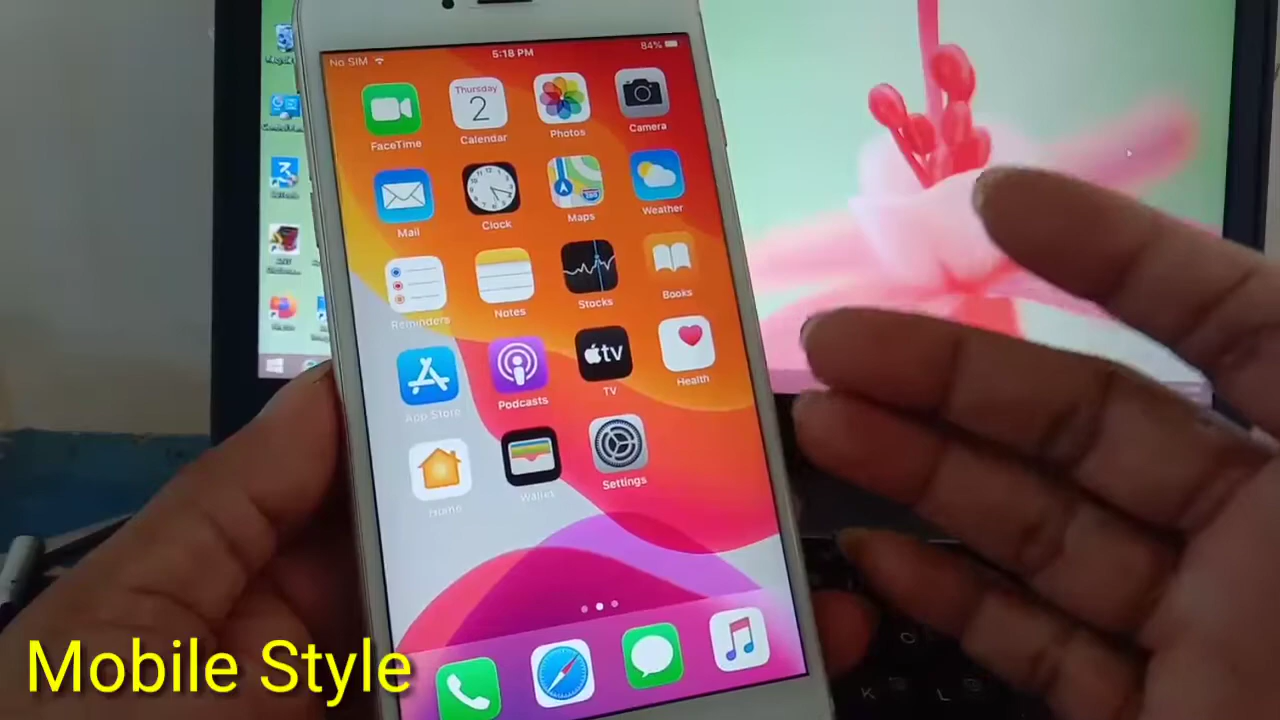 No SIM
5:18 PM
84%
FaceTime
Thursday
2
Calendar
Photos
Camera
Mail
Clock
Maps
Weather
Reminders
Notes
Stocks
Books
App Store
Podcasts
tv
TV
Health
Home
Wallet
Settings
K L
Mobile Style